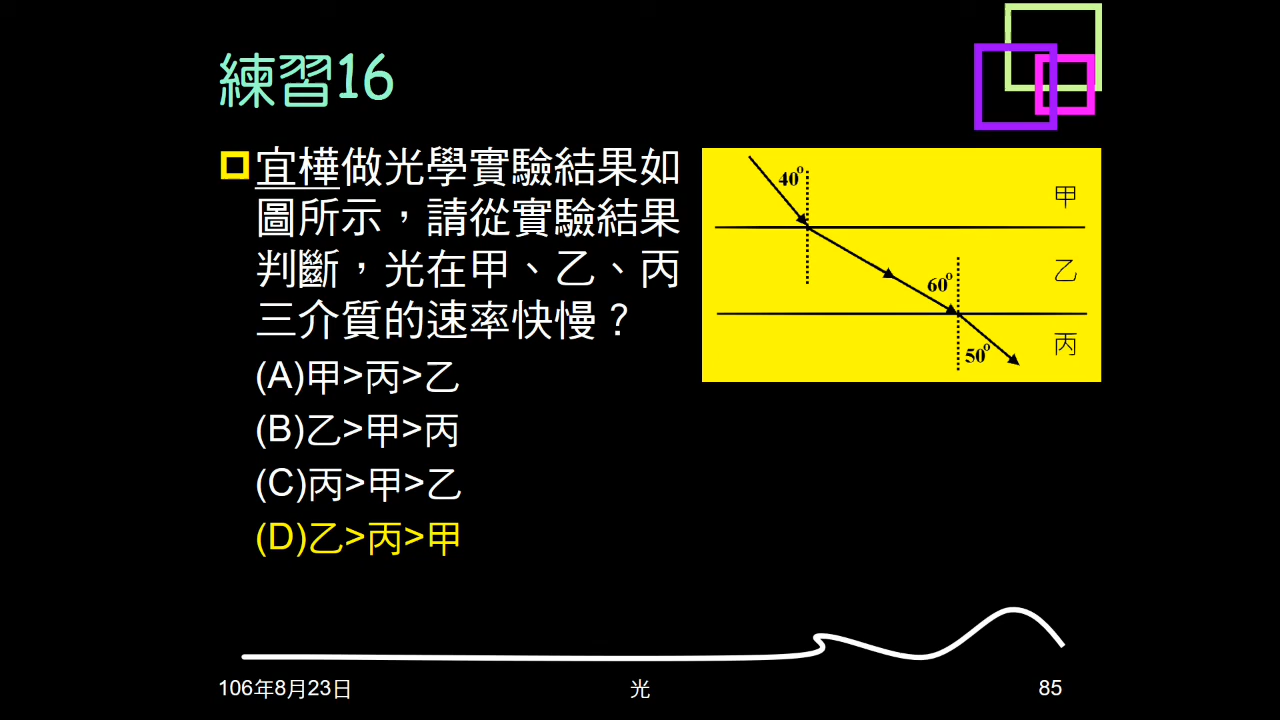 練習16
宜樺做光學實驗結果如
圖所示，請從實驗結果
判斷，光在甲、乙、丙
三介質的速率快慢？
(A)甲>丙>乙
(B)乙>甲>丙
(C)丙>甲>乙
(D)乙>丙>甲
40°
甲
乙
60°
丙
50°
106年8月23日
光
85